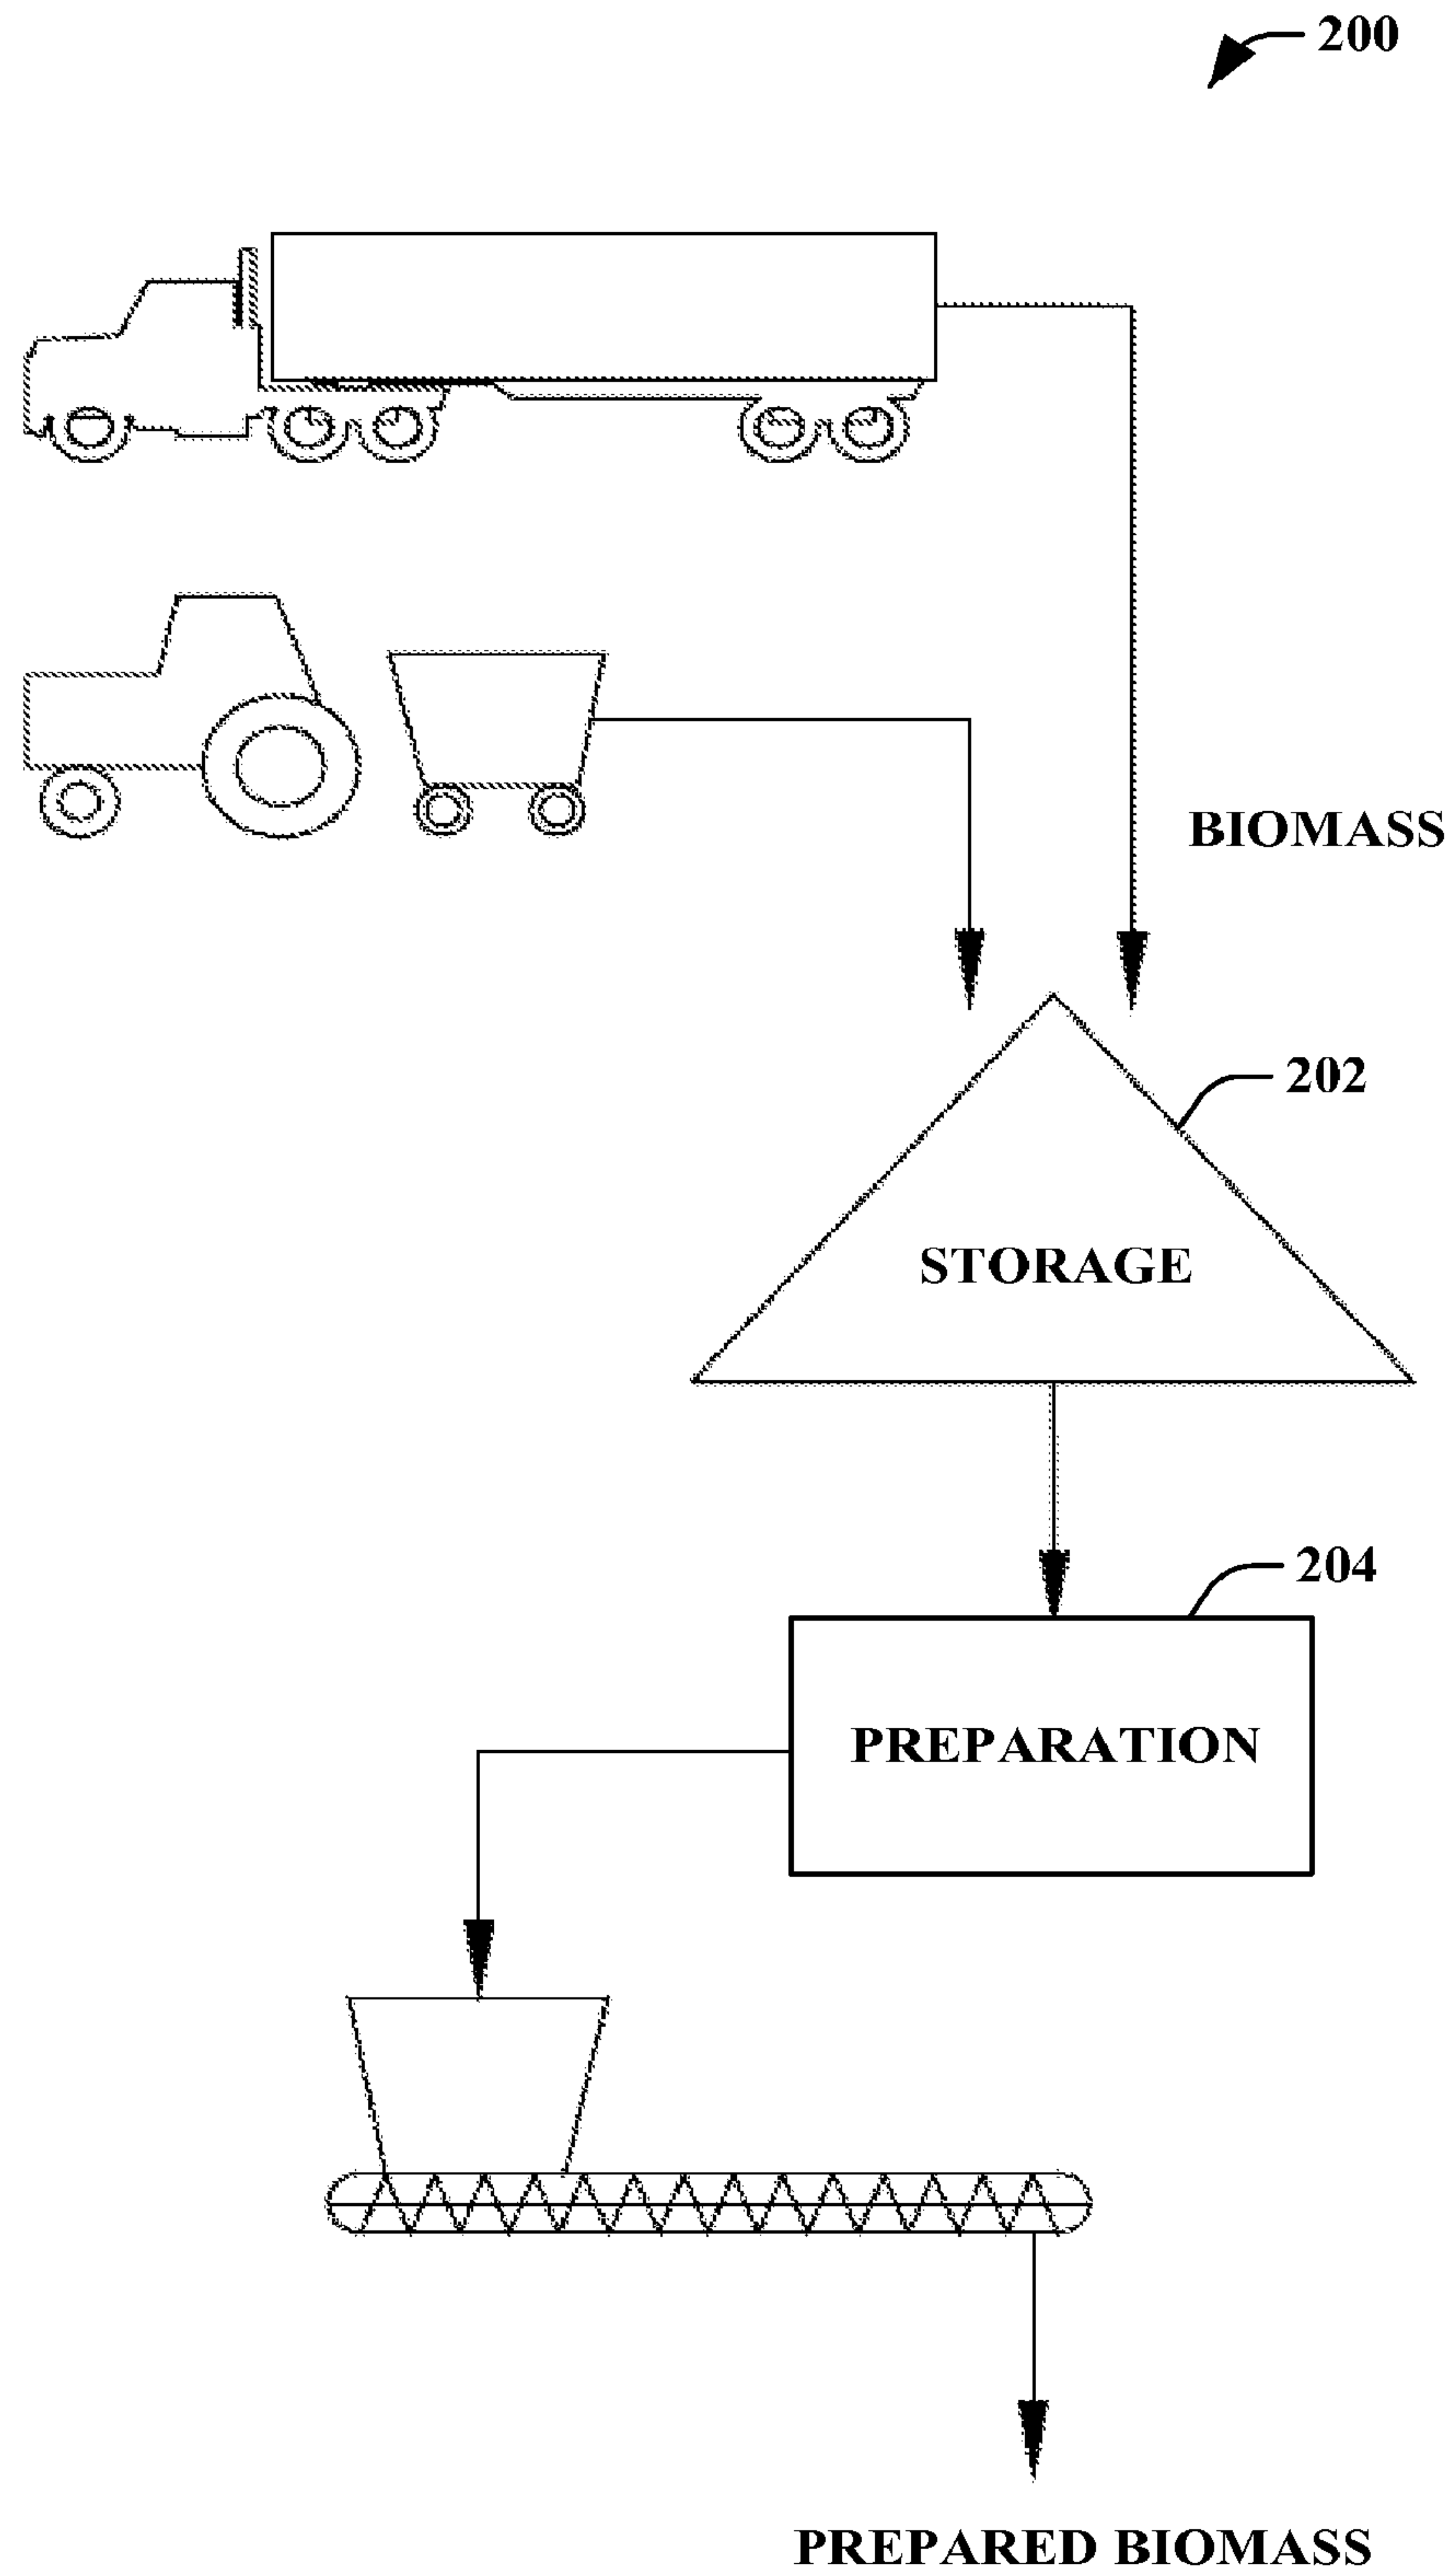 200
BIOMASS
202
STORAGE
204
PREPARATION
PREPARED BIOMASS